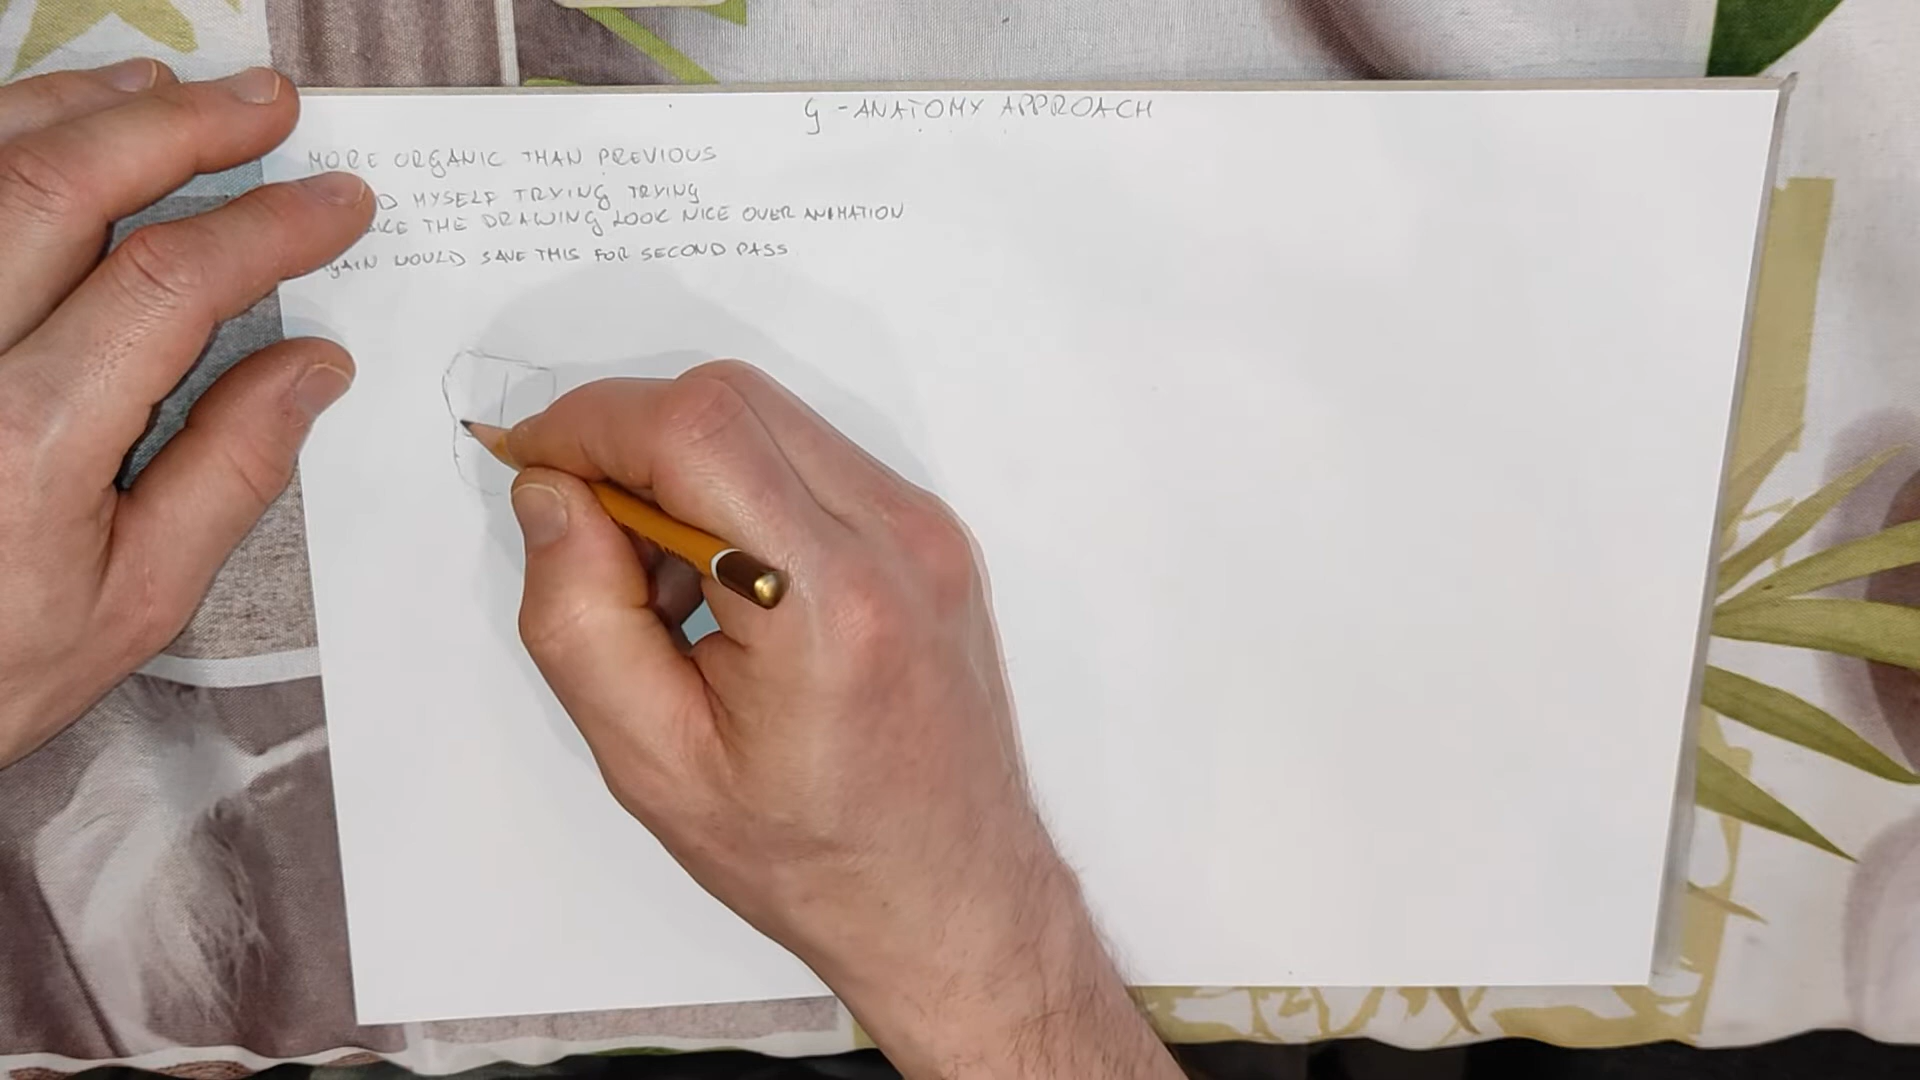 G - ANATOMY APPROACH
MORE ORGANIC THAN PREVIOUS
MYSELF TRYING TRYING
THE DRAWING LOOK NICE OVER ANIMATION
WOULD SAVE THIS FOR SECOND PASS